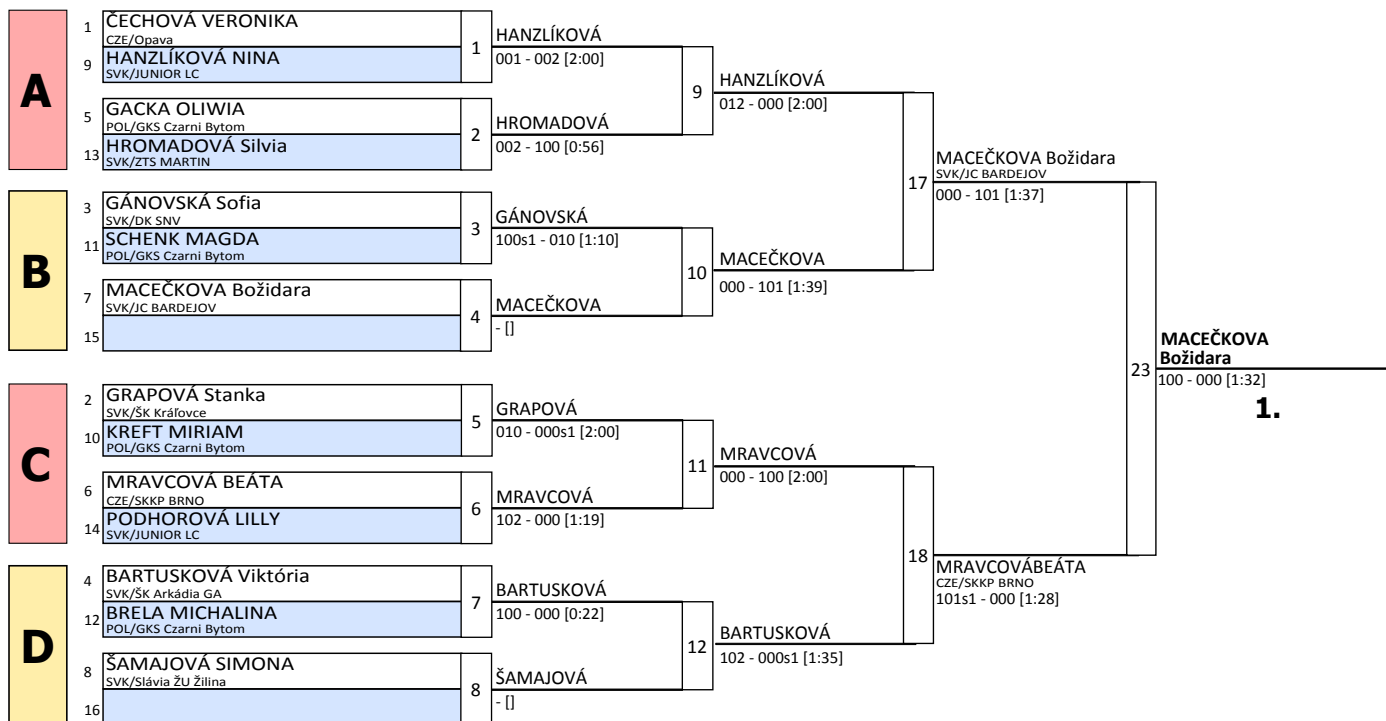 A
1 ČECHOVÁ VERONIKA
CZE/Opava
9 HANZLÍKOVÁ NINA
SVK/JUNIOR LC
1
HANZLÍKOVÁ
001 - 002 [2:00]
5 GACKA OLIWIA
POL/GKS Czarni Bytom
13 HROMADOVÁ Silvia
SVK/ZTS MARTIN
2
HROMADOVÁ
002 - 100 [0:56]
9
HANZLÍKOVÁ
012 - 000 [2:00]
B
3 GÁNOVSKÁ Sofia
SVK/DK SNV
11 SCHENK MAGDA
POL/GKS Czarni Bytom
3
GÁNOVSKÁ
100s1 - 010 [1:10]
7 MACEČKOVA Božidara
SVK/JC BARDEJOV
15
4
MACEČKOVA
- []
10
MACEČKOVA
000 - 101 [1:39]
17
MACEČKOVA Božidara
SVK/JC BARDEJOV
000 - 101 [1:37]
C
2 GRAPOVÁ Stanka
SVK/ŠK Kráľovce
10 KREFT MIRIAM
POL/GKS Czarni Bytom
5
GRAPOVÁ
010 - 000s1 [2:00]
6 MRAVCOVÁ BEÁTA
CZE/SKKP BRNO
14 PODHOROVÁ LILLY
SVK/JUNIOR LC
6
MRAVCOVÁ
102 - 000 [1:19]
11
MRAVCOVÁ
000 - 100 [2:00]
D
4 BARTUSKOVÁ Viktória
SVK/ŠK Arkádia GA
12 BRELA MICHALINA
POL/GKS Czarni Bytom
7
BARTUSKOVÁ
100 - 000 [0:22]
8 ŠAMAJOVÁ SIMONA
SVK/Slávia ŽU Žilina
16
8
ŠAMAJOVÁ
- []
12
BARTUSKOVÁ
102 - 000s1 [1:35]
18
MRAVCOVÁBEÁTA
CZE/SKKP BRNO
101s1 - 000 [1:28]
23
MACEČKOVA
Božidara
100 - 000 [1:32]
1.